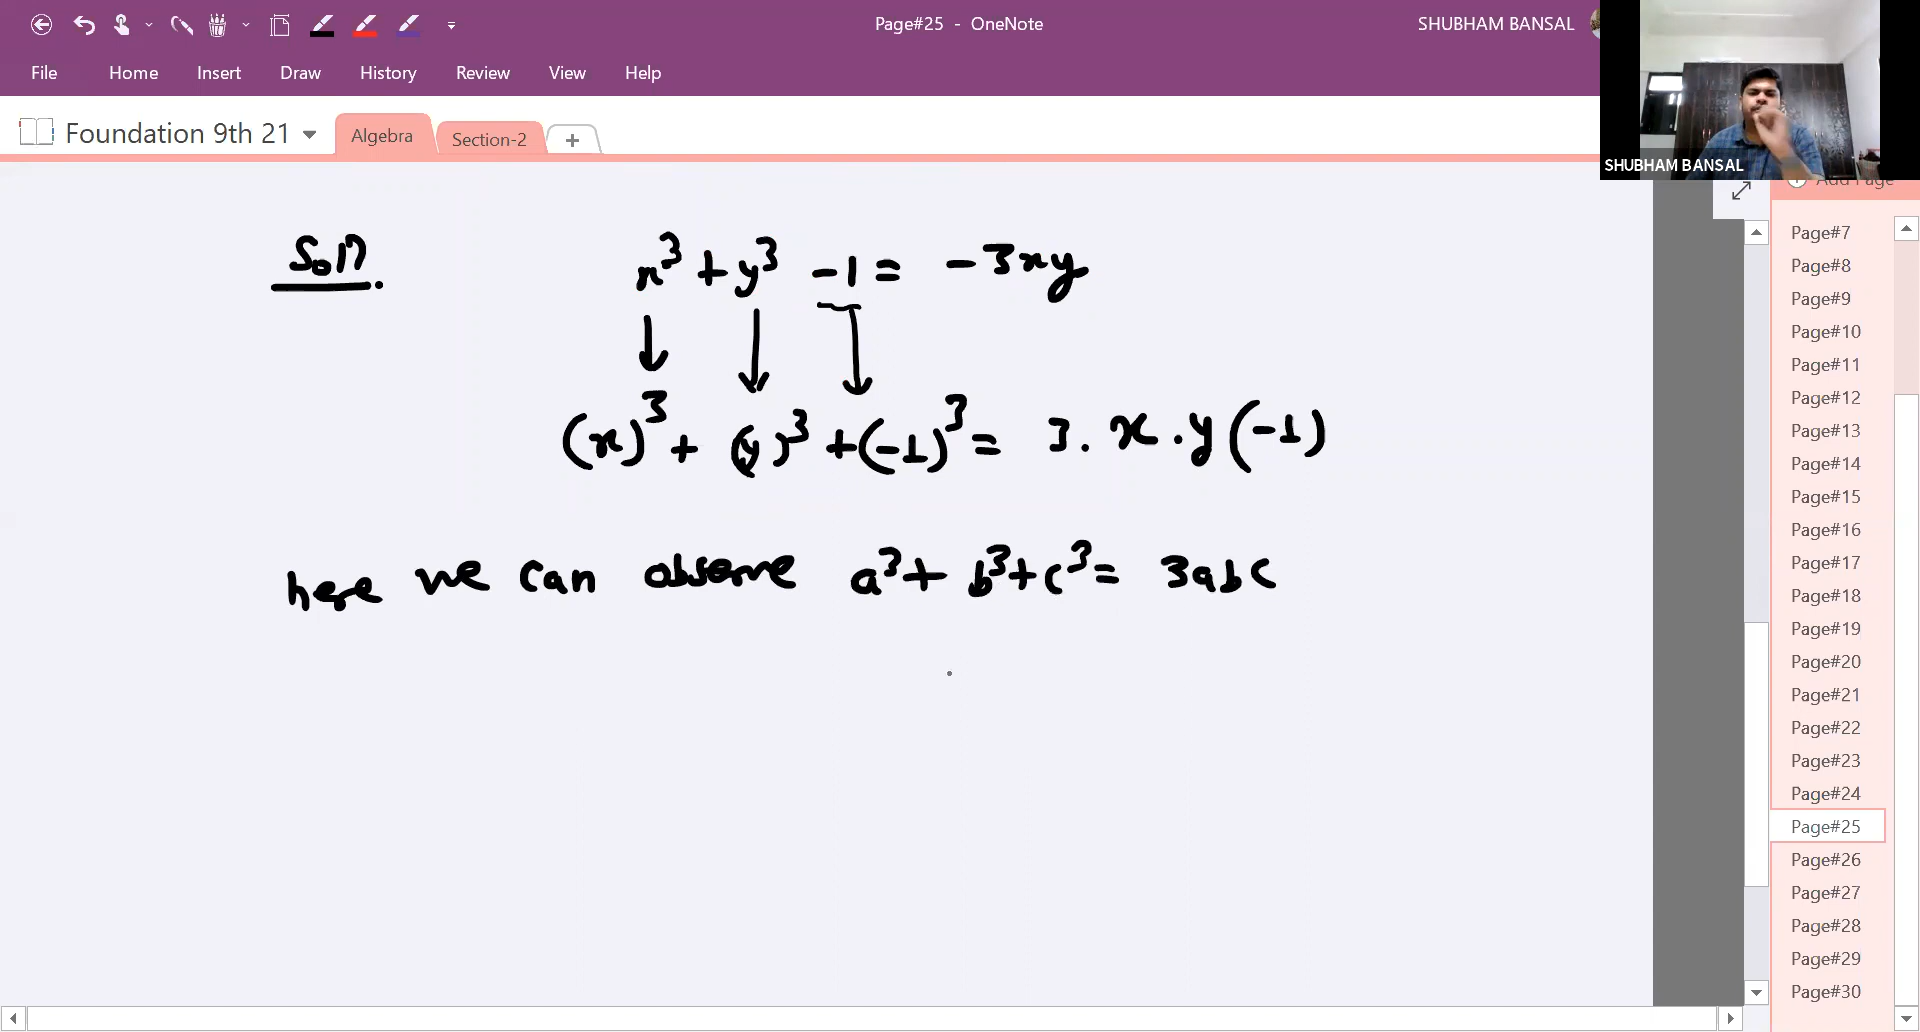 Page#25 - OneNote
SHUBHAM BANSAL
File Home Insert Draw History Review View Help
Foundation 9th 21
Algebra
Section-2
SHUBHAM BANSAL
Add Page
Soln.
x³ + y³ - 1 = -3xy
(x)³ + (y)³ + (-1)³ = 3.x.y(-1)
here we can observe a³ + b³ + c³ = 3abc
Page#7
Page#8
Page#9
Page#10
Page#11
Page#12
Page#13
Page#14
Page#15
Page#16
Page#17
Page#18
Page#19
Page#20
Page#21
Page#22
Page#23
Page#24
Page#25
Page#26
Page#27
Page#28
Page#29
Page#30